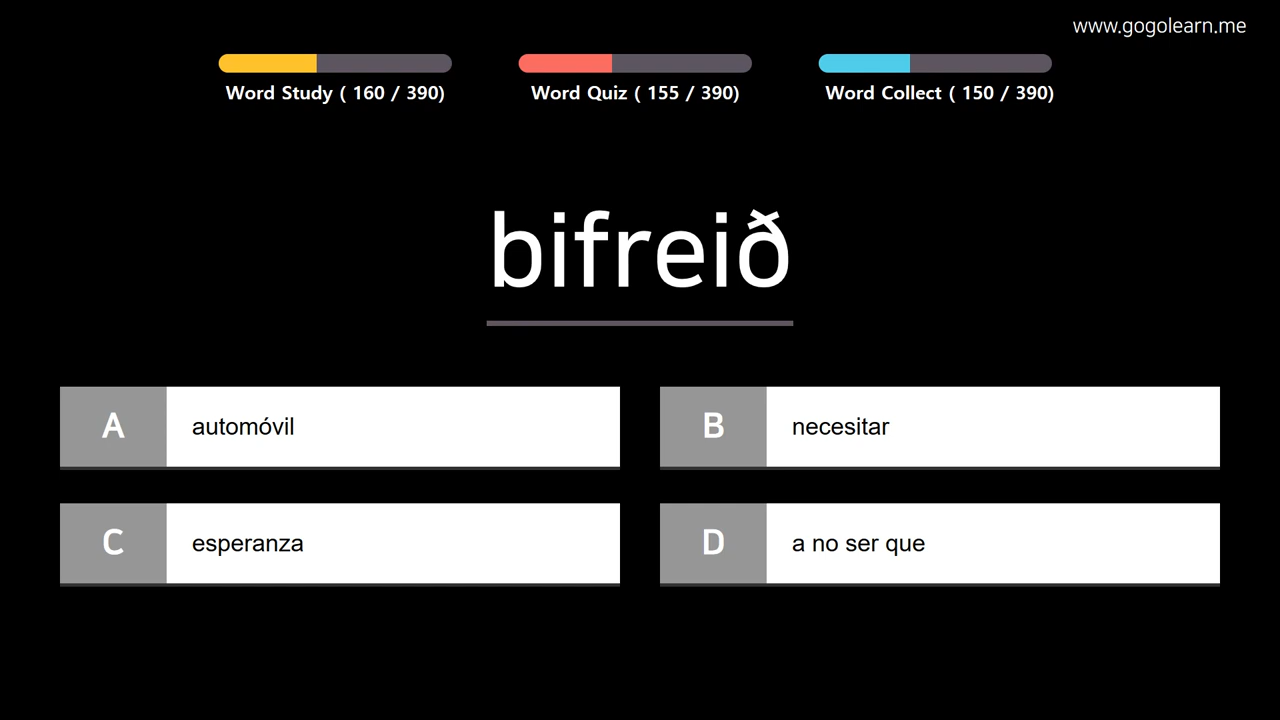 www.gogolearn.me
Word Study ( 160 / 390)
Word Quiz ( 155 / 390)
Word Collect ( 150 / 390)
bifreið
A automóvil
B necesitar
C esperanza
D a no ser que